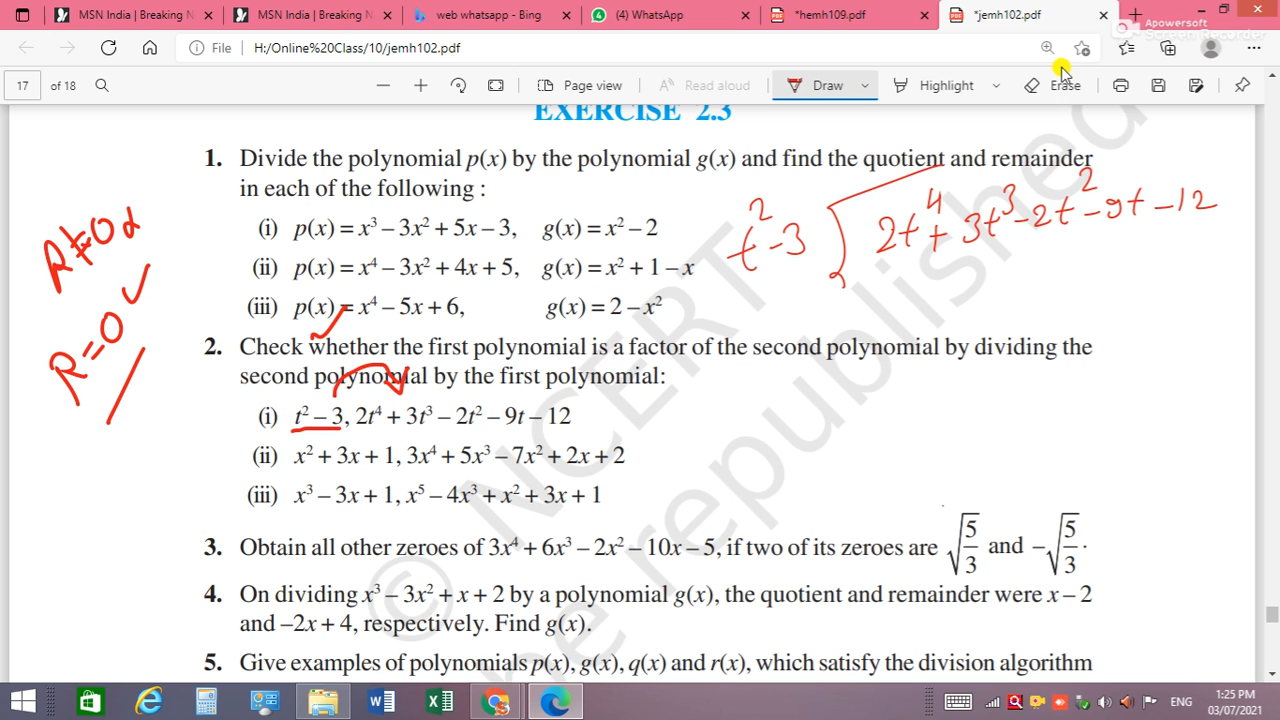 MSN India | Breaking N
MSN India | Breaking N
web whatsapp - Bing
(4) WhatsApp
*hemh109.pdf
*jemh102.pdf
Apowersoft
Screen Recorder
File H:/Online%20Class/10/jemh102.pdf
17 of 18
Page view
Read aloud
Draw
Highlight
Erase
EXERCISE 2.3
1. Divide the polynomial p(x) by the polynomial g(x) and find the quotient and remainder
in each of the following :
(i) p(x) = x³ – 3x² + 5x – 3, g(x) = x² – 2
(ii) p(x) = x⁴ – 3x² + 4x + 5, g(x) = x² + 1 – x
(iii) p(x) = x⁴ – 5x + 6, g(x) = 2 – x²
t² - 3 2t⁴ + 3t³ - 2t² - 9t - 12
R = 0
2. Check whether the first polynomial is a factor of the second polynomial by dividing the
second polynomial by the first polynomial:
(i) t² – 3, 2t⁴ + 3t³ – 2t² – 9t – 12
(ii) x² + 3x + 1, 3x⁴ + 5x³ – 7x² + 2x + 2
(iii) x³ – 3x + 1, x⁵ – 4x³ + x² + 3x + 1
3. Obtain all other zeroes of 3x⁴ + 6x³ – 2x² – 10x – 5, if two of its zeroes are √(5/3) and –√(5/3).
4. On dividing x³ – 3x² + x + 2 by a polynomial g(x), the quotient and remainder were x – 2
and –2x + 4, respectively. Find g(x).
5. Give examples of polynomials p(x), g(x), q(x) and r(x), which satisfy the division algorithm
© NCERT
be republis
ENG
1:25 PM
03/07/2021